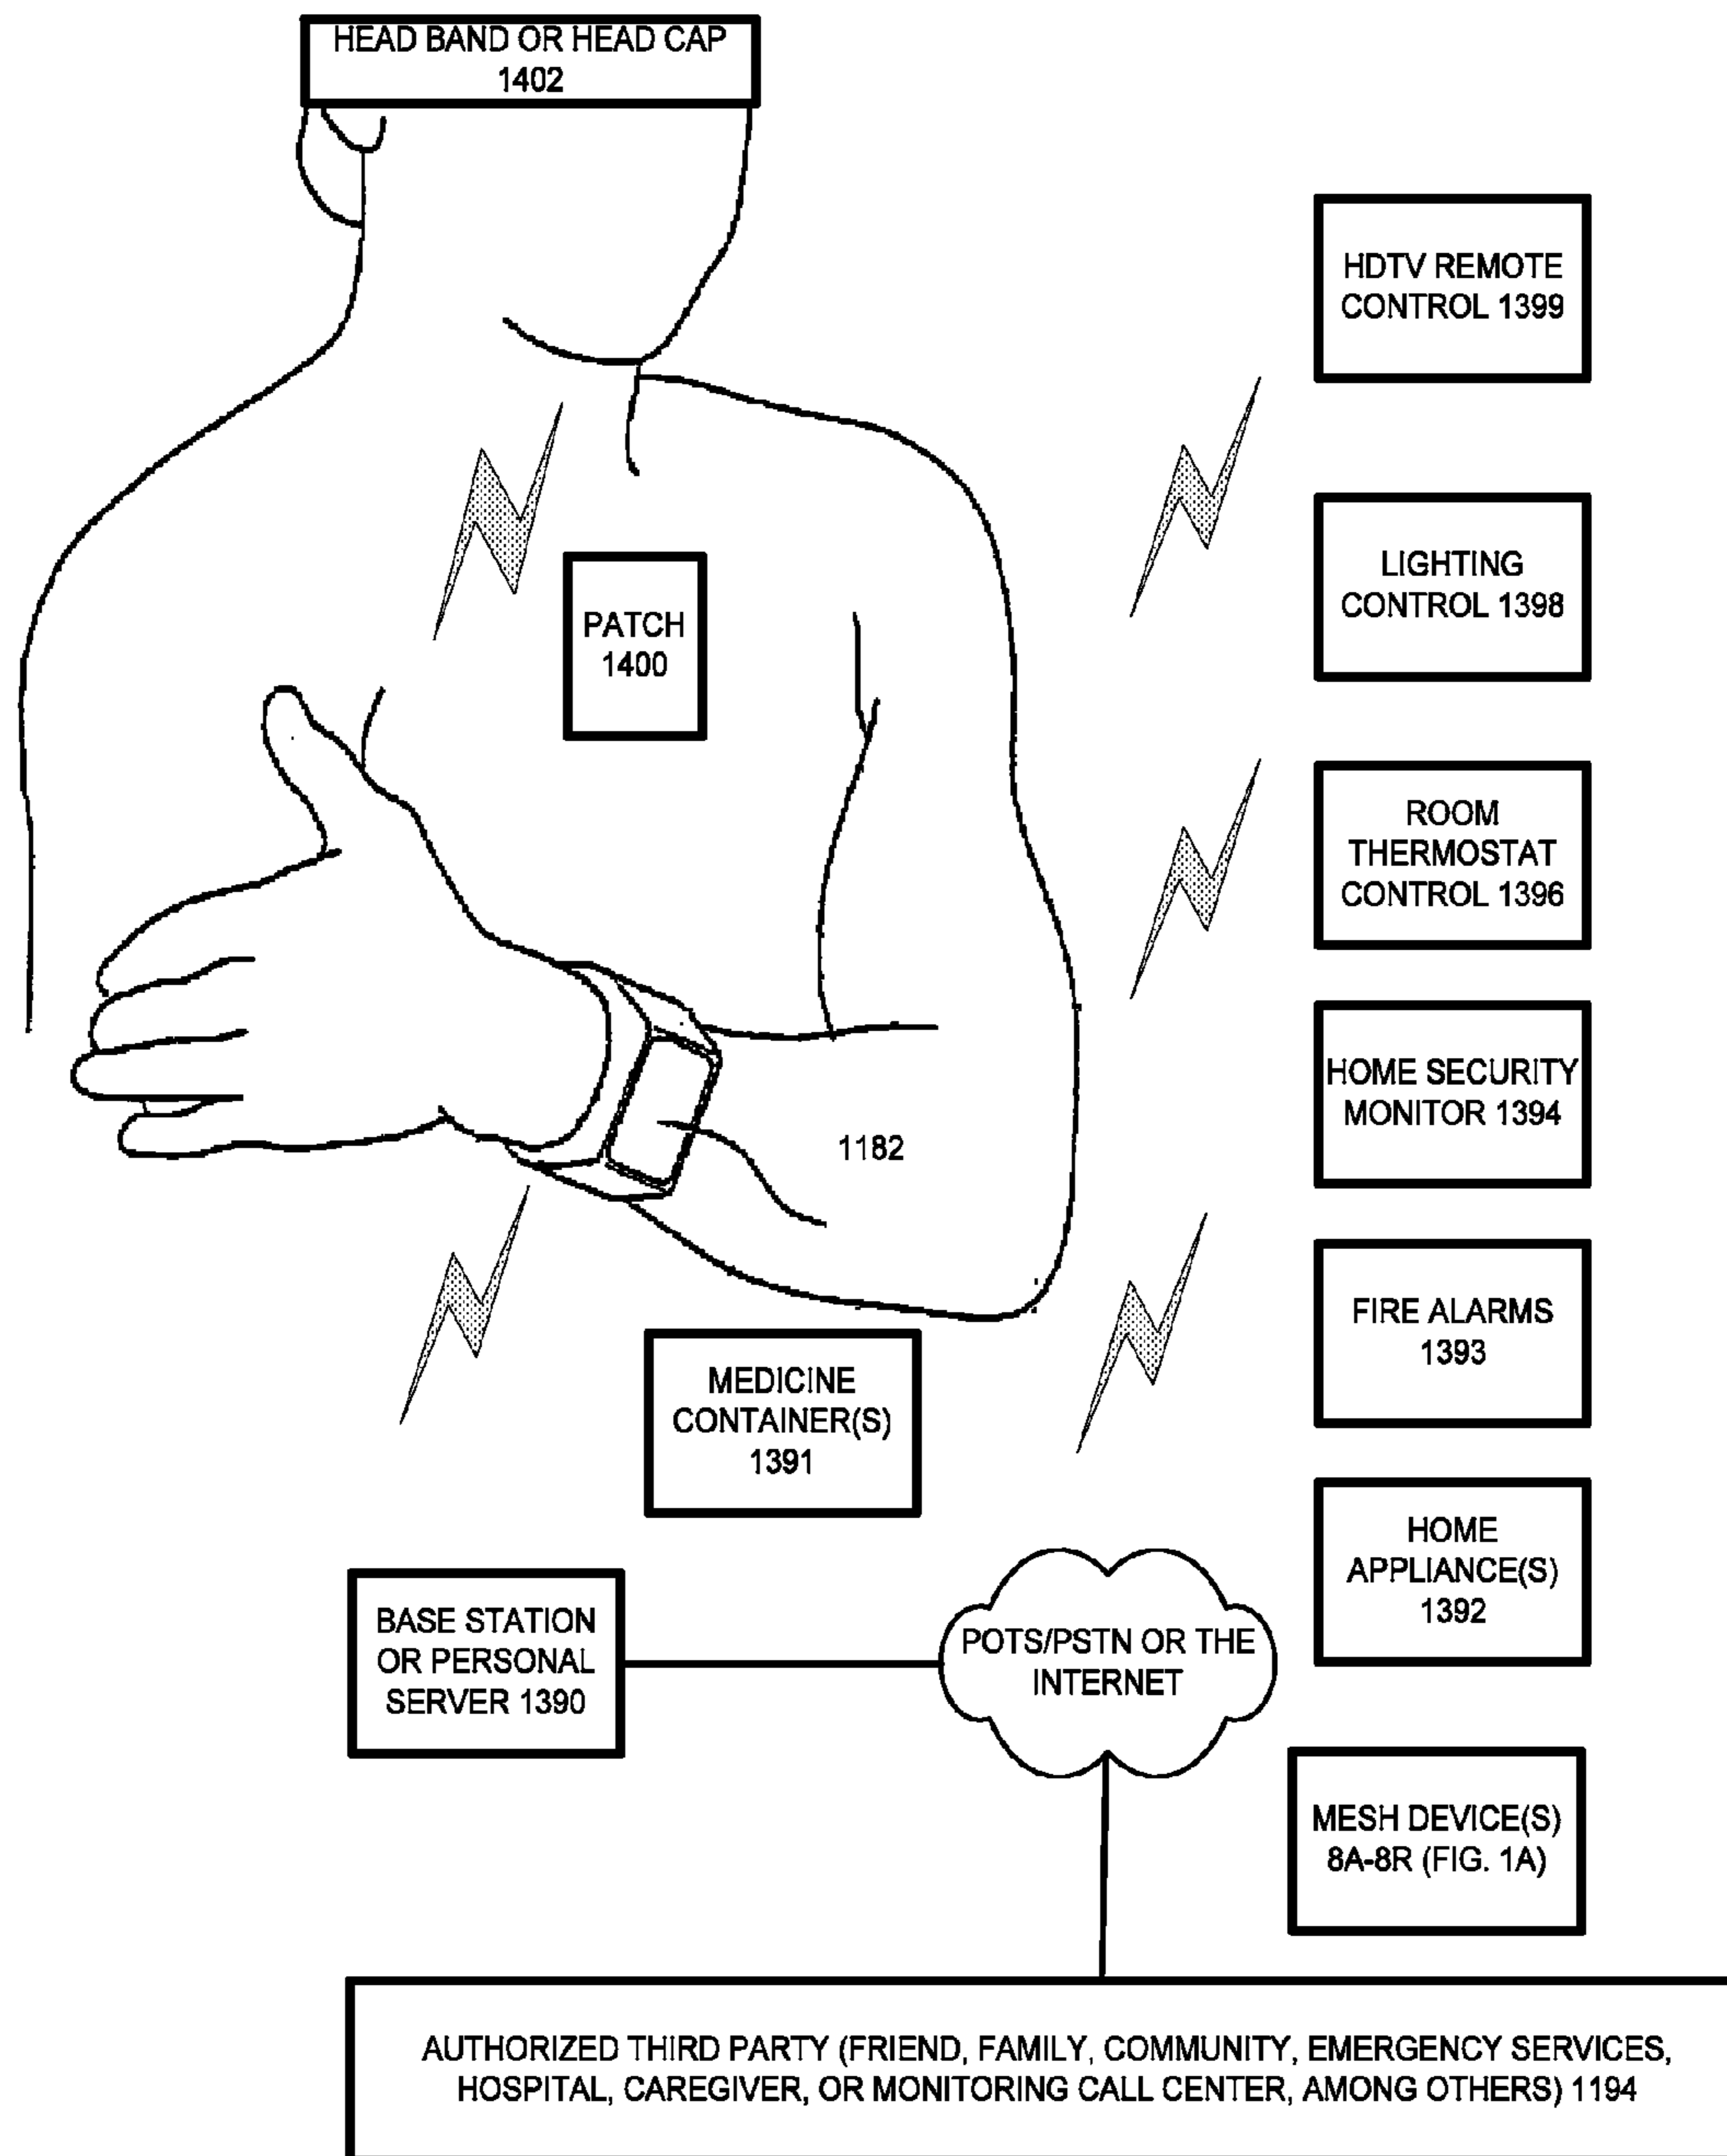 HEAD BAND OR HEAD CAP
1402
HDTV REMOTE
CONTROL 1399
LIGHTING
CONTROL 1398
PATCH
1400
ROOM
THERMOSTAT
CONTROL 1396
HOME SECURITY
MONITOR 1394
1182
FIRE ALARMS
1393
MEDICINE
CONTAINER(S)
1391
HOME
APPLIANCE(S)
1392
BASE STATION
OR PERSONAL
SERVER 1390
POTS/PSTN OR THE
INTERNET
MESH DEVICE(S)
8A-8R (FIG. 1A)
AUTHORIZED THIRD PARTY (FRIEND, FAMILY, COMMUNITY, EMERGENCY SERVICES,
HOSPITAL, CAREGIVER, OR MONITORING CALL CENTER, AMONG OTHERS) 1194